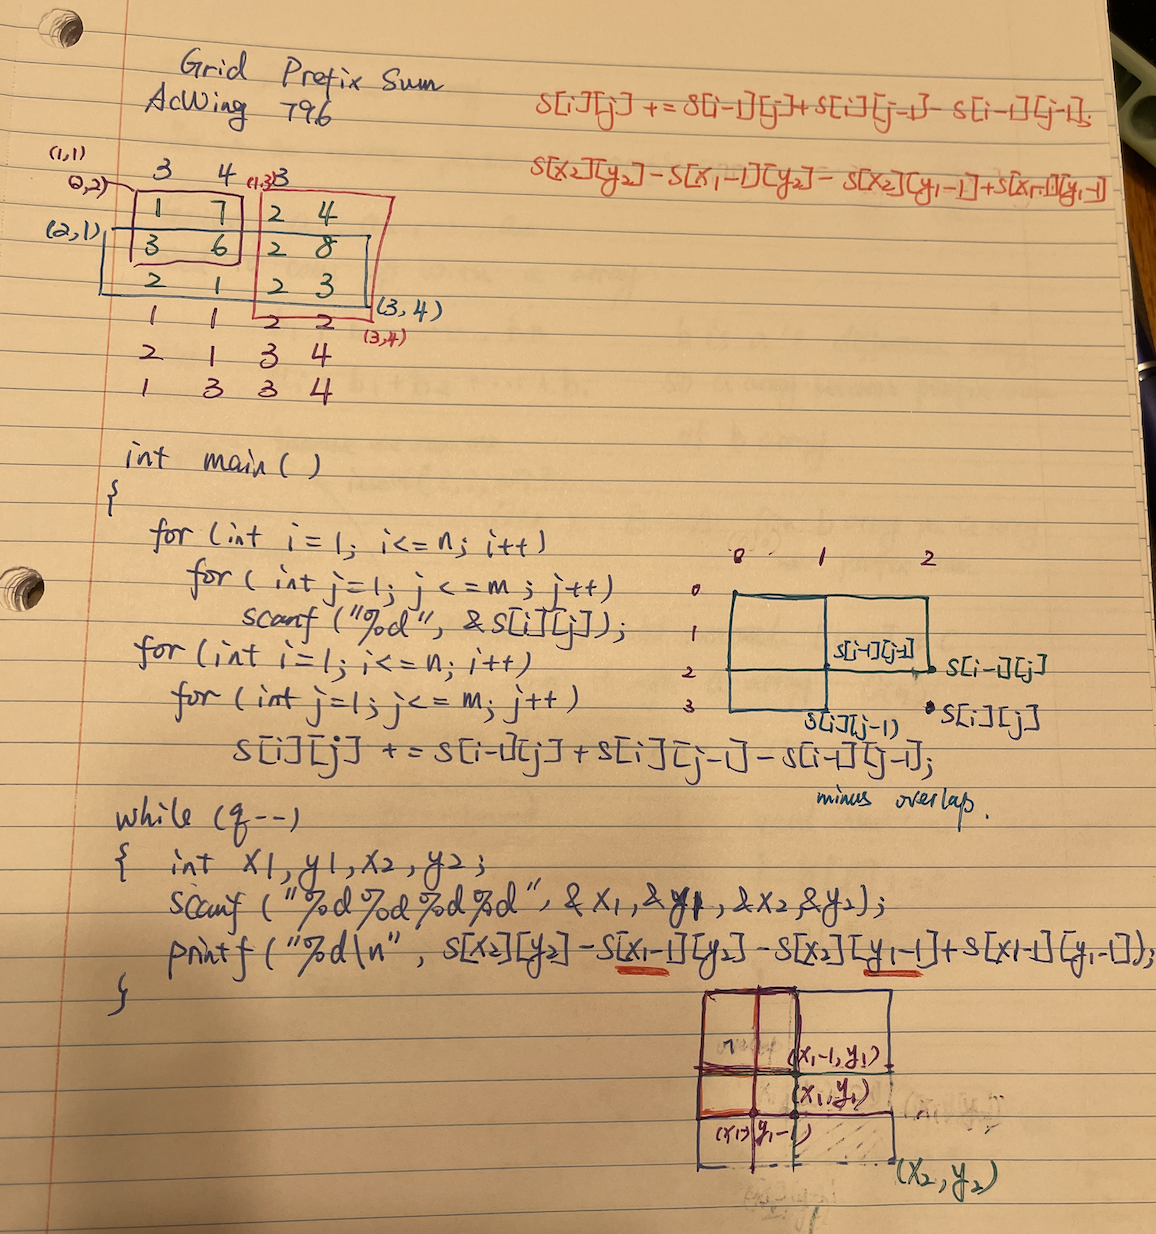 Grid Prefix Sum
AcWing 796
S[i][j] += S[i-1][j]+S[i][j-1]- S[i-1][j-1];
S[x2][y2]-S[x1-1][y2]- S[x2][y1-1]+S[x1-1][y1-1]
(1,1)
3 4 3
(1,3)
(2,2)
1 7 2 4
(2,1)
3 6 2 8
2 1 2 3
(3,4)
1 1 2 2
(3,4)
2 1 3 4
1 3 3 4
int main()
{
for (int i=1; i<=n; i++)
for (int j=1; j<=m; j++)
scanf ("%d", &S[i][j]);
for (int i=1; i<=n; i++)
for (int j=1; j<=m; j++)
S[i][j] += S[i-1][j]+S[i][j-1]-S[i-1][j-1];
minus overlap.
0 1 2
0
1
S[i-1][j-1]
2
S[i-1][j]
3
S[i][j-1)
S[i][j]
while (q--)
{ int x1,y1,x2,y2;
scanf ("%d%d%d%d", &x1,&y1,&x2,&y2);
printf ("%d\n", S[x2][y2]-S[x1-1][y2]-S[x2][y1-1]+S[x1-1][y1-1]);
}
(x1-1,y1)
(x1,y1)
(x2,y2)